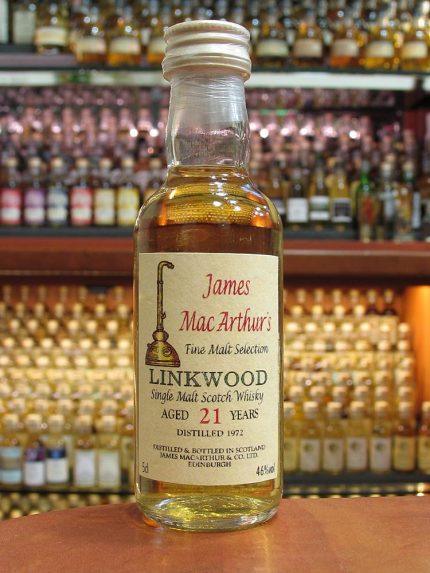 James
MacArthur's
Fine Malt Selection
LINKWOOD
Single Malt Scotch Whisky
AGED 21 YEARS
DISTILLED 1972
DISTILLED & BOTTLED IN SCOTLAND
JAMES MACARTHUR & CO. LTD.
EDINBURGH
5cl 46%vol